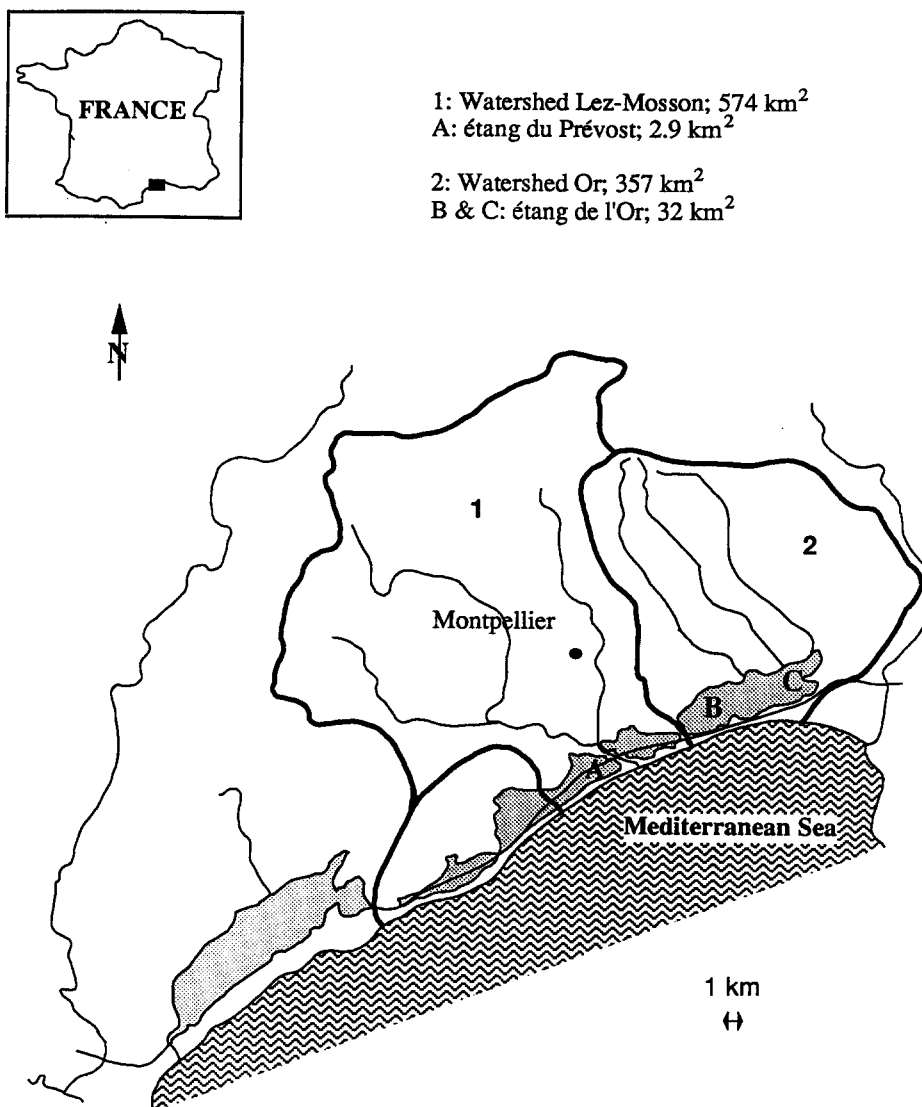 FRANCE
1: Watershed Lez-Mosson; 574 km²
A: étang du Prévost; 2.9 km²
2: Watershed Or; 357 km²
B & C: étang de l'Or; 32 km²
N
1
2
Montpellier
C
B
A
Mediterranean Sea
1 km